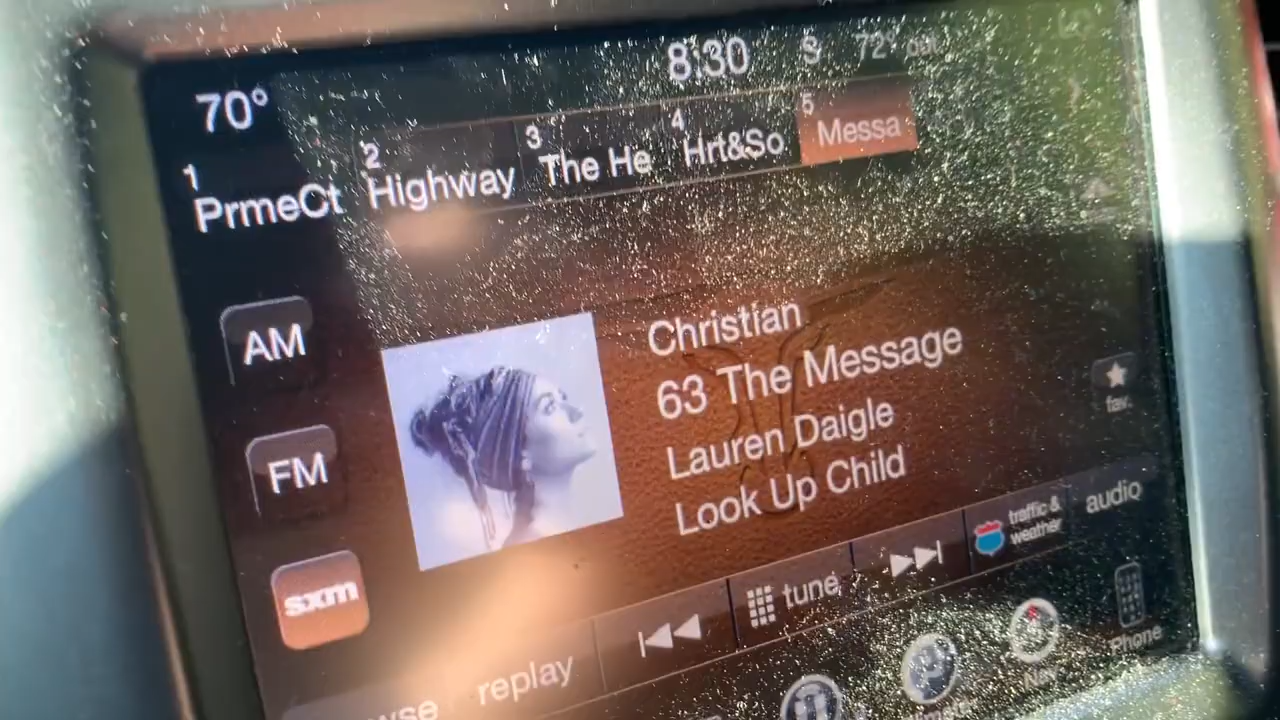 70°
8:30
S
72° out
1
PrmeCt
2
Highway
3
The He
4
Hrt&So
5
Messa
AM
FM
sxm
Christian
63 The Message
Lauren Daigle
Look Up Child
fav.
replay
tune
traffic &
weather
audio
Nav
Phone